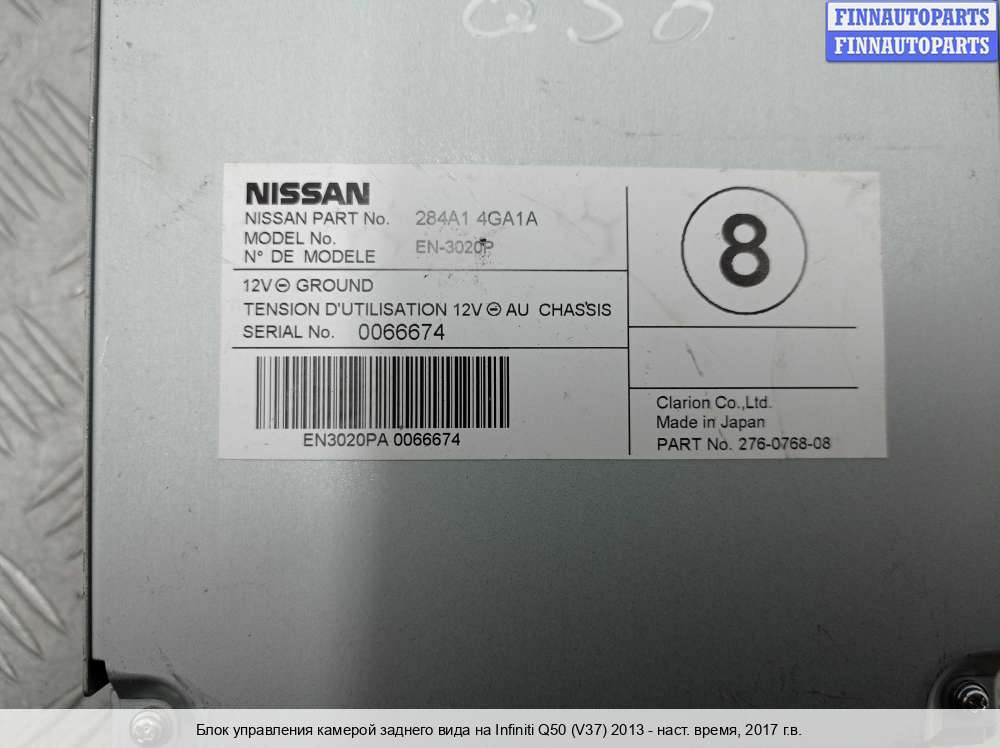 Q50
FINNAUTOPARTS
FINNAUTOPARTS
NISSAN
NISSAN PART No. 284A1 4GA1A
MODEL No.
N° DE MODELE EN-3020P
12V⊖ GROUND
TENSION D'UTILISATION 12V⊖ AU CHASSIS
SERIAL No. 0066674
EN3020PA 0066674
8
Clarion Co.,Ltd.
Made in Japan
PART No. 276-0768-08
Блок управления камерой заднего вида на Infiniti Q50 (V37) 2013 - наст. время, 2017 г.в.